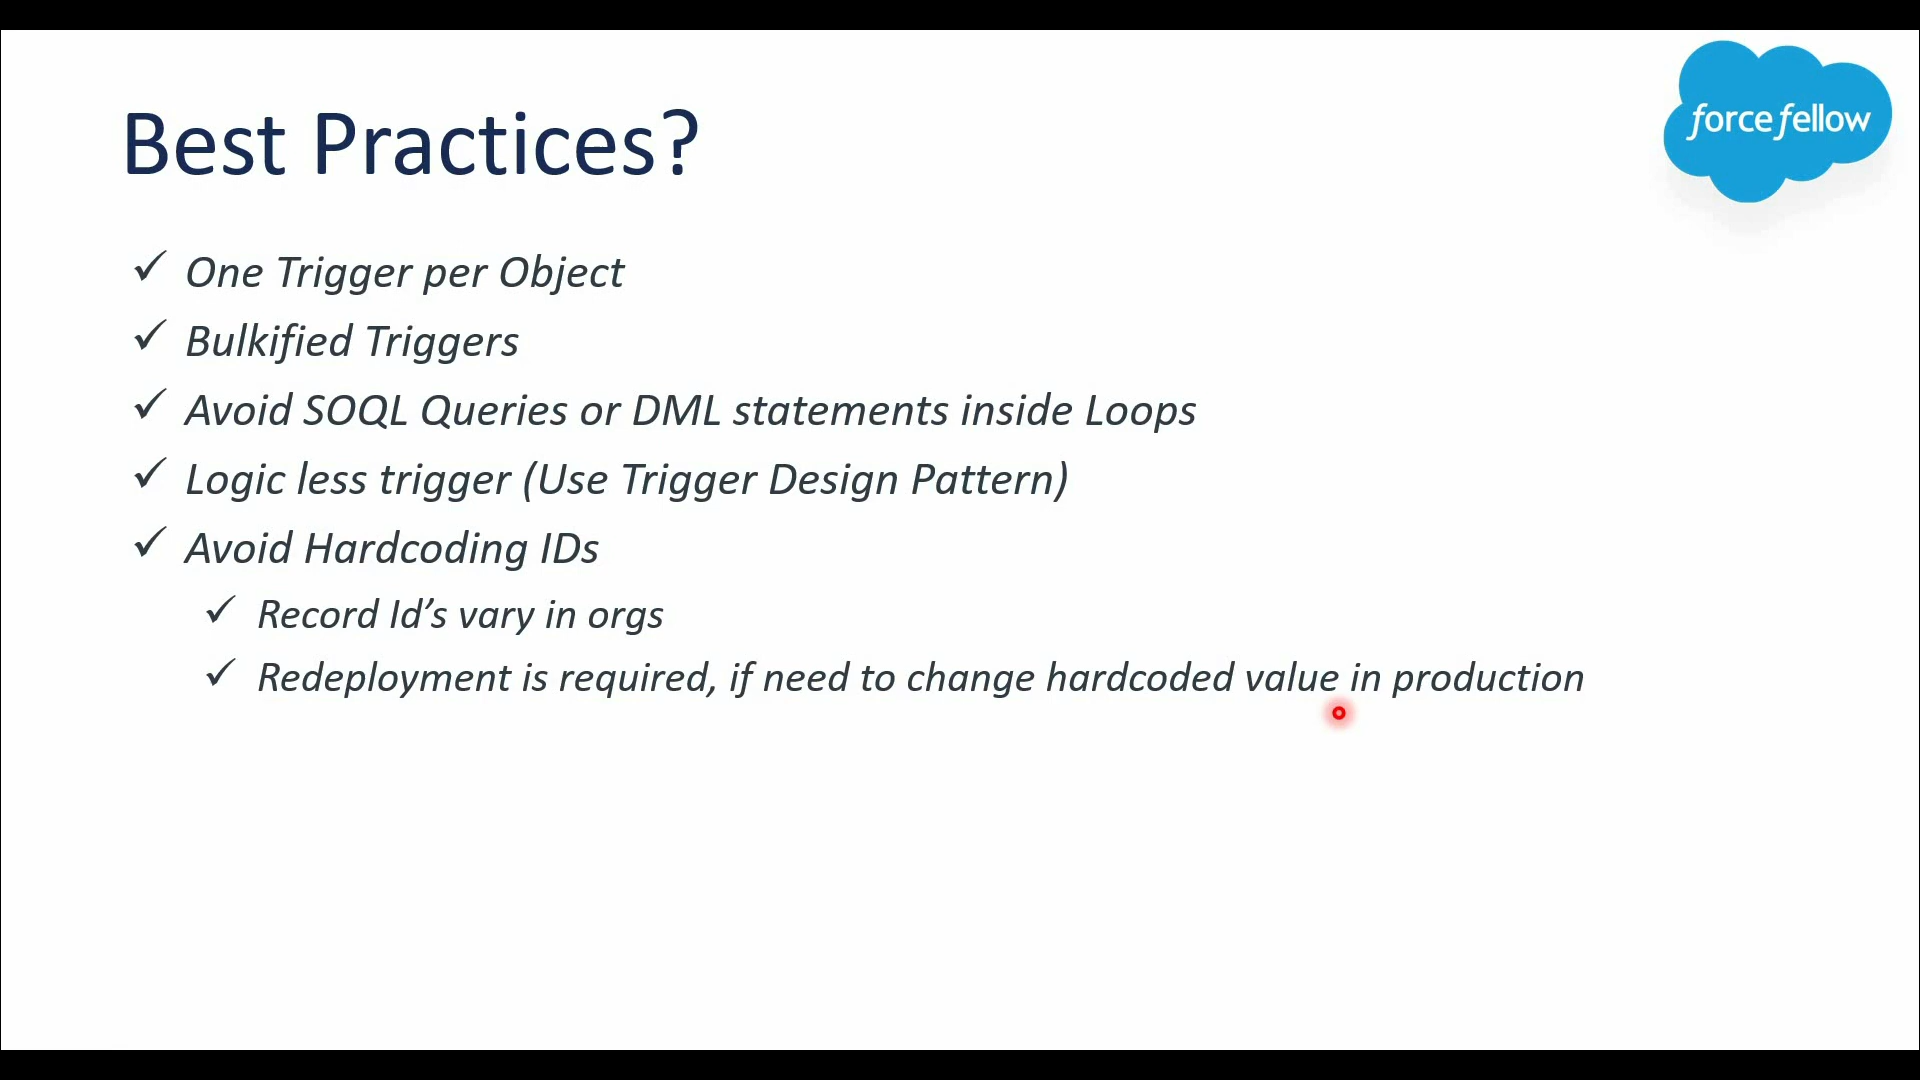 Best Practices?
force fellow
One Trigger per Object
Bulkified Triggers
Avoid SOQL Queries or DML statements inside Loops
Logic less trigger (Use Trigger Design Pattern)
Avoid Hardcoding IDs
Record Id’s vary in orgs
Redeployment is required, if need to change hardcoded value in production